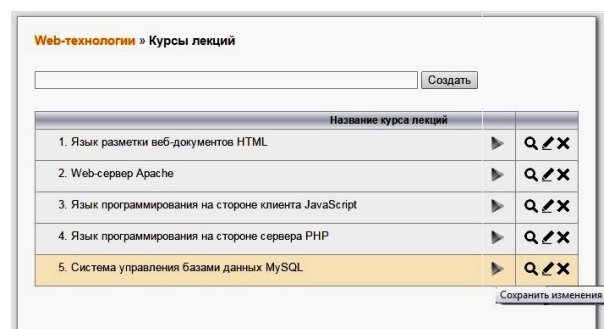 Web-технологии » Курсы лекций
Создать
Название курса лекций
1. Язык разметки веб-документов HTML
2. Web-сервер Apache
3. Язык программирования на стороне клиента JavaScript
4. Язык программирования на стороне сервера PHP
5. Система управления базами данных MySQL
Сохранить изменения